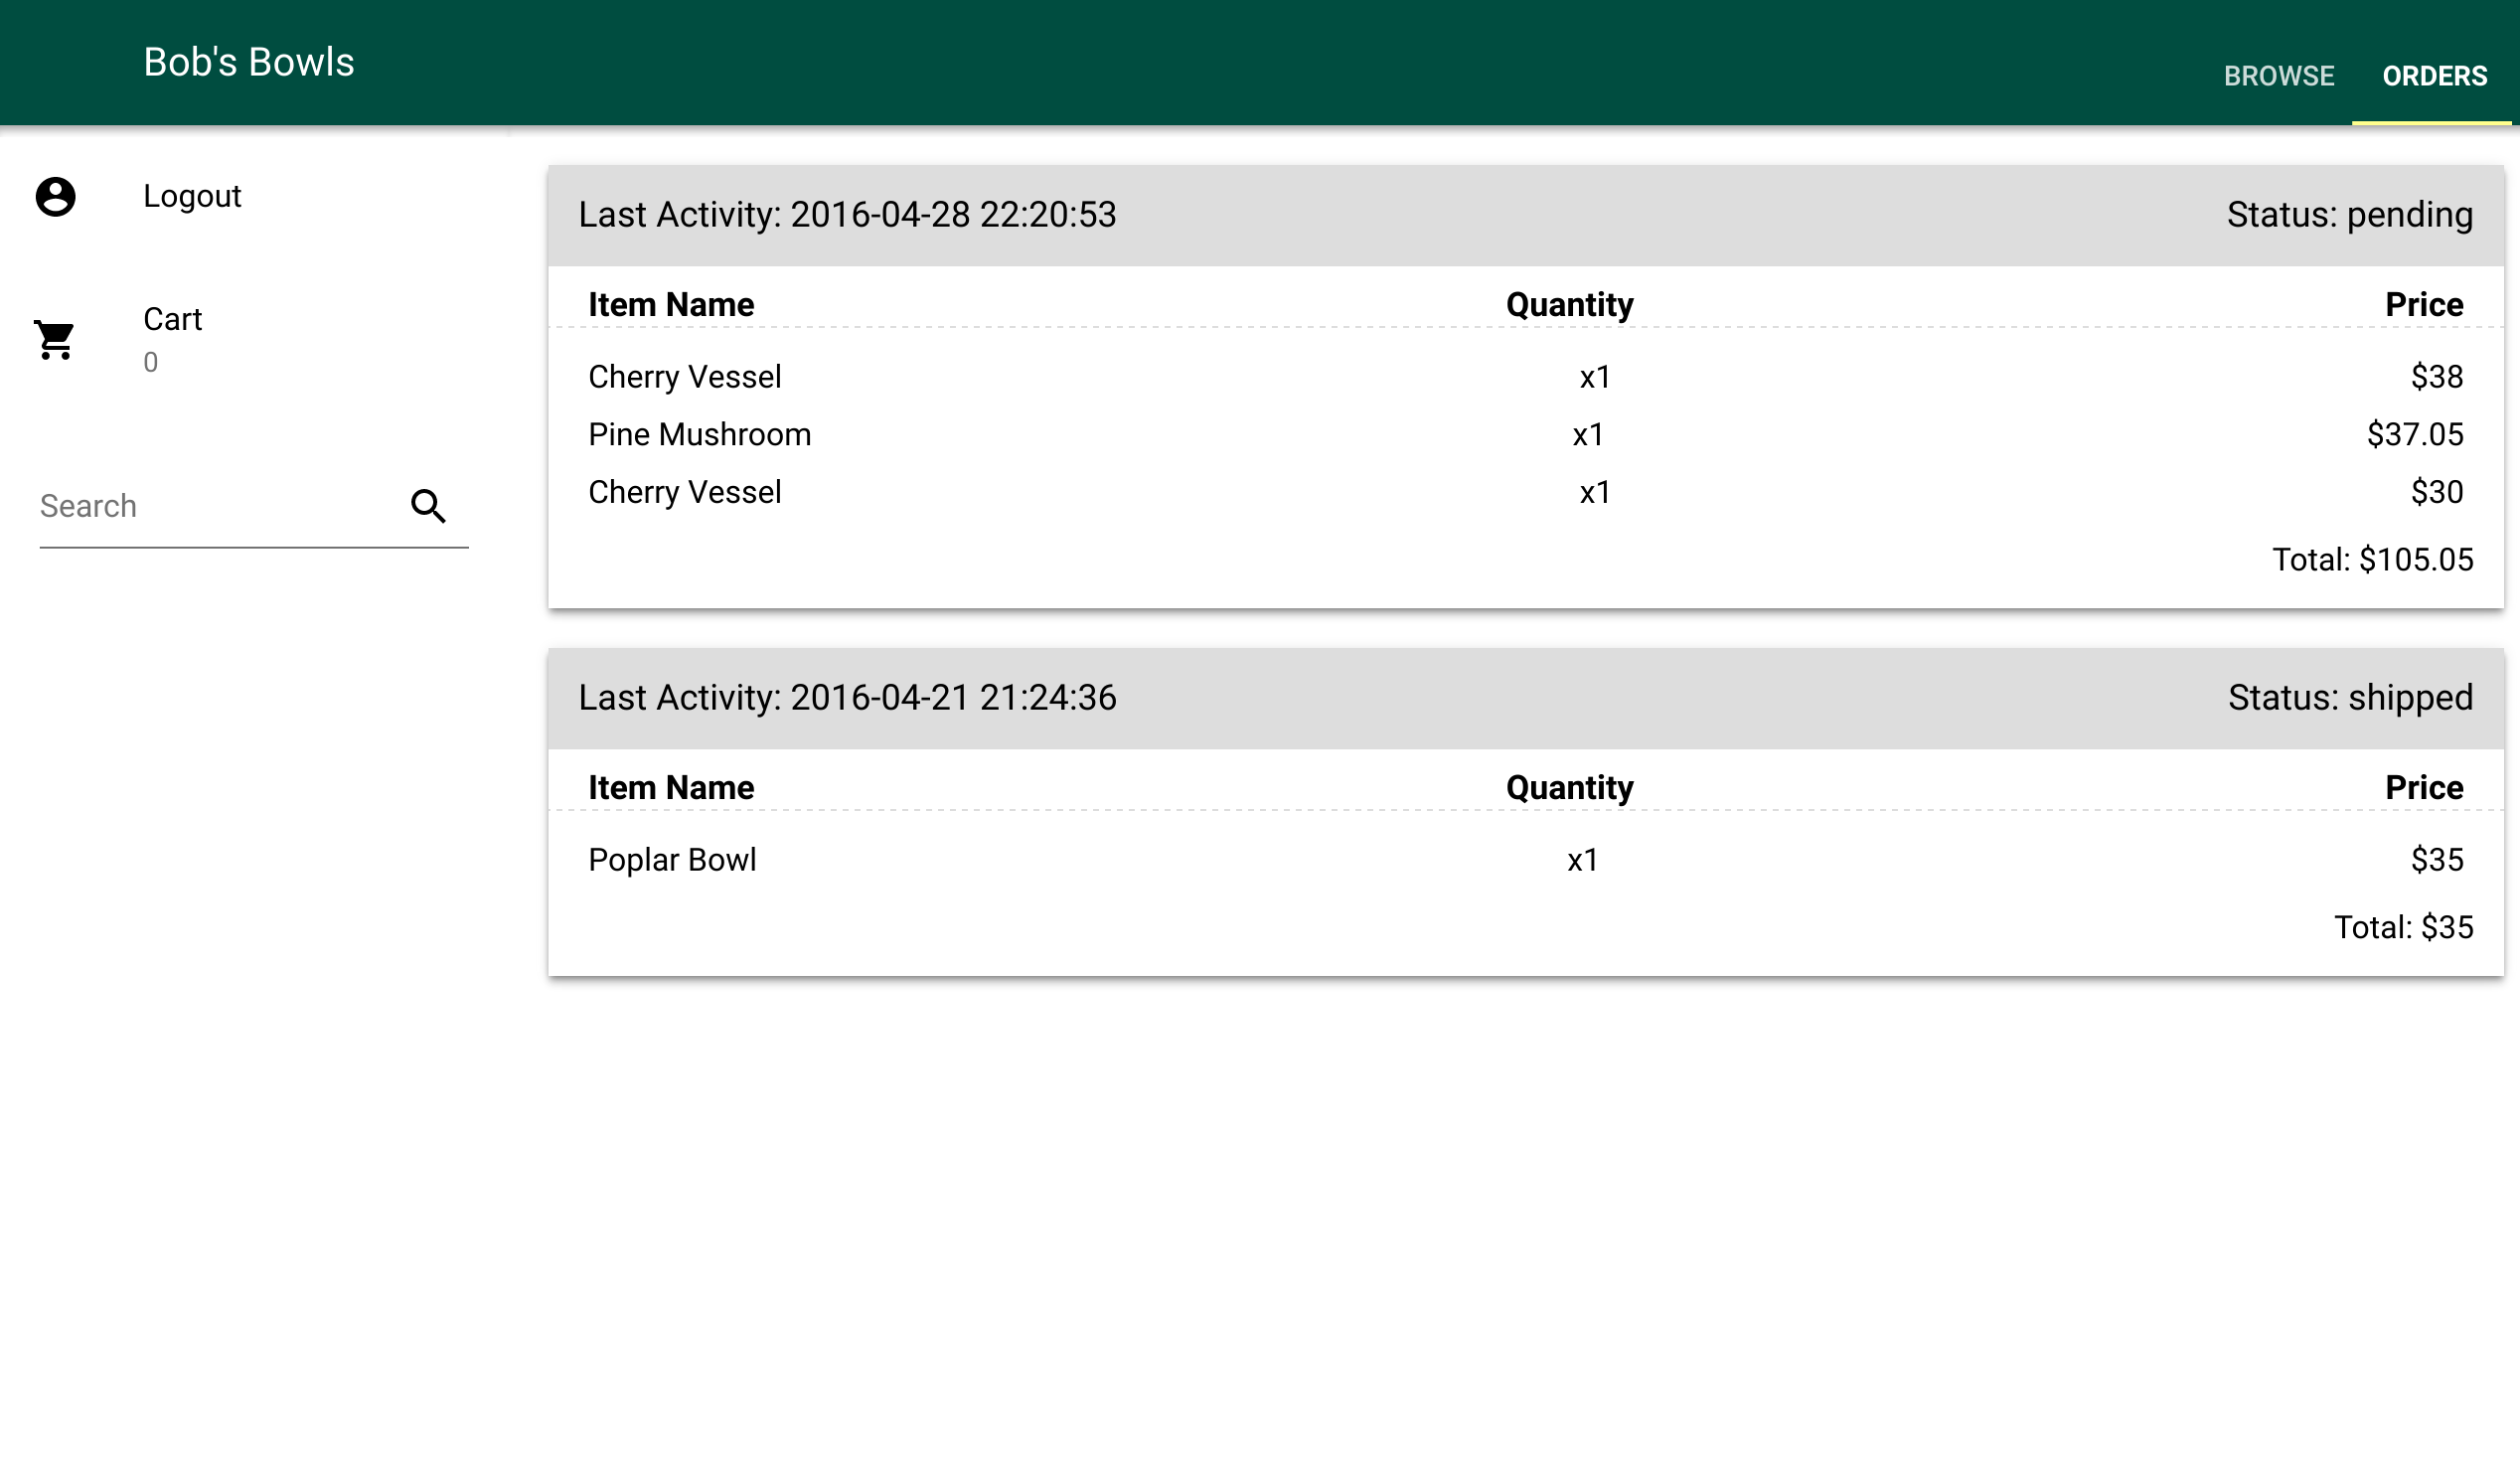 Bob's Bowls
BROWSE ORDERS
Logout
Cart
0
Search
Last Activity: 2016-04-28 22:20:53 Status: pending
Item Name Quantity Price
Cherry Vessel x1 $38
Pine Mushroom x1 $37.05
Cherry Vessel x1 $30
Total: $105.05
Last Activity: 2016-04-21 21:24:36 Status: shipped
Item Name Quantity Price
Poplar Bowl x1 $35
Total: $35